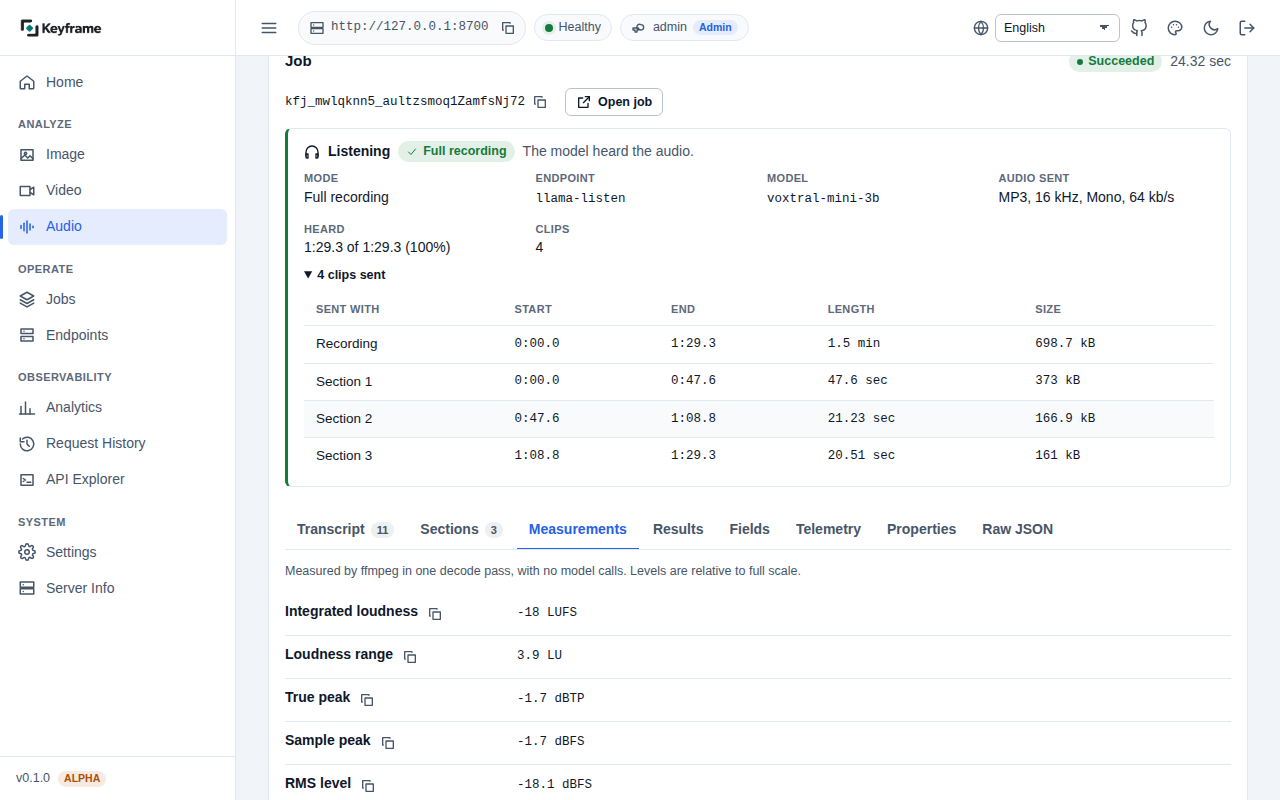 Keyframe
http://127.0.0.1:8700
Healthy
admin Admin
English
Home
ANALYZE
Image
Video
Audio
OPERATE
Jobs
Endpoints
OBSERVABILITY
Analytics
Request History
API Explorer
SYSTEM
Settings
Server Info
v0.1.0 ALPHA
Job Succeeded 24.32 sec
kfj_mwlqknn5_aultzsmoq1ZamfsNj72 Open job
Listening Full recording The model heard the audio.
MODE ENDPOINT MODEL AUDIO SENT
Full recording llama-listen voxtral-mini-3b MP3, 16 kHz, Mono, 64 kb/s
HEARD CLIPS
1:29.3 of 1:29.3 (100%) 4
4 clips sent
SENT WITH START END LENGTH SIZE
Recording 0:00.0 1:29.3 1.5 min 698.7 kB
Section 1 0:00.0 0:47.6 47.6 sec 373 kB
Section 2 0:47.6 1:08.8 21.23 sec 166.9 kB
Section 3 1:08.8 1:29.3 20.51 sec 161 kB
Transcript 11 Sections 3 Measurements Results Fields Telemetry Properties Raw JSON
Measured by ffmpeg in one decode pass, with no model calls. Levels are relative to full scale.
Integrated loudness -18 LUFS
Loudness range 3.9 LU
True peak -1.7 dBTP
Sample peak -1.7 dBFS
RMS level -18.1 dBFS